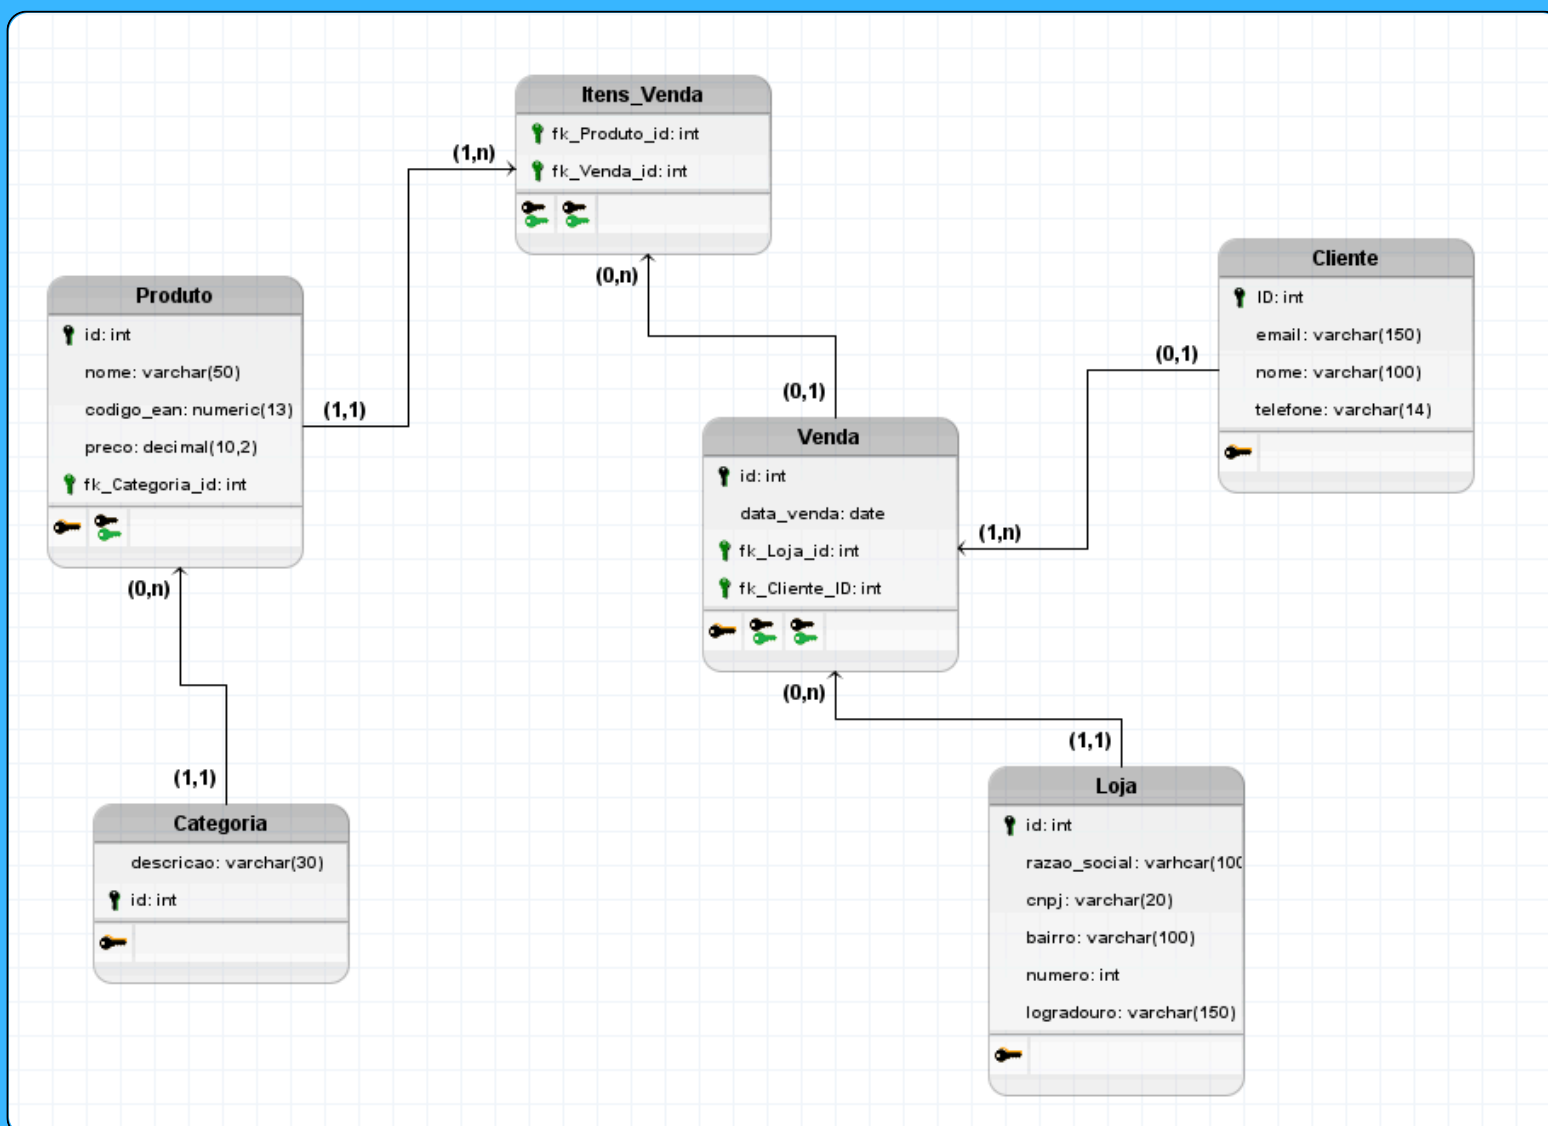 Itens_Venda
fk_Produto_id: int
fk_Venda_id: int
(1,n)
(0,n)
Produto
id: int
nome: varchar(50)
codigo_ean: numeric(13)
preco: decimal(10,2)
fk_Categoria_id: int
(1,1)
(0,n)
Cliente
ID: int
email: varchar(150)
nome: varchar(100)
telefone: varchar(14)
(0,1)
(0,1)
Venda
id: int
data_venda: date
fk_Loja_id: int
fk_Cliente_ID: int
(1,n)
(0,n)
(1,1)
(1,1)
Categoria
descricao: varchar(30)
id: int
Loja
id: int
razao_social: varhcar(100
cnpj: varchar(20)
bairro: varchar(100)
numero: int
logradouro: varchar(150)